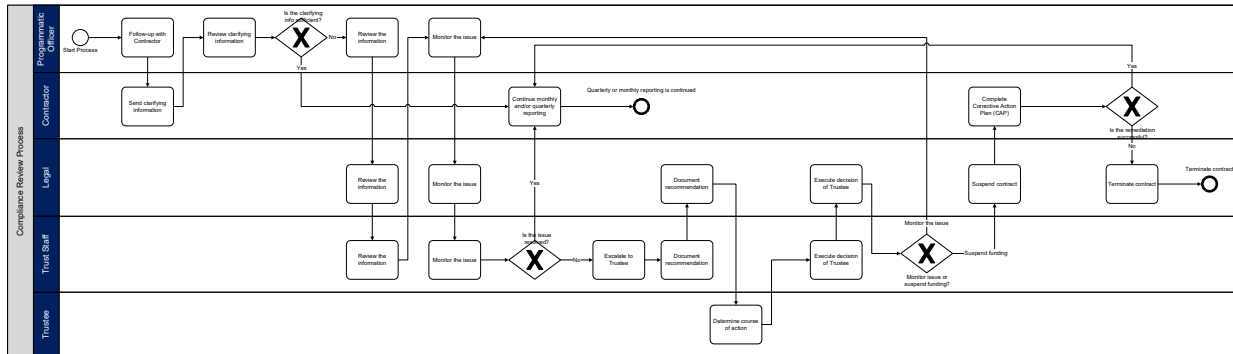 Compliance Review Process
Programmatic
Officer
Start Process
Follow-up with
Contractor
Review clarifying
information
Is the clarifying
info sufficient?
No
Yes
Review the
information
Monitor the issue
Yes
Contractor
Send clarifying
information
Continue monthly
and/or quarterly
reporting
Quarterly or monthly reporting is continued
Complete
Corrective Action
Plan (CAP)
Is the remediation
successful?
No
Legal
Review the
information
Monitor the issue
Yes
Document
recommendation
Execute decision
of Trustee
Suspend contract
Terminate contract
Terminate contract
Trust Staff
Review the
information
Monitor the issue
Is the issue
resolved?
No
Escalate to
Trustee
Document
recommendation
Execute decision
of Trustee
Monitor the issue
Monitor issue or
suspend funding?
Suspend funding
Trustee
Determine course
of action